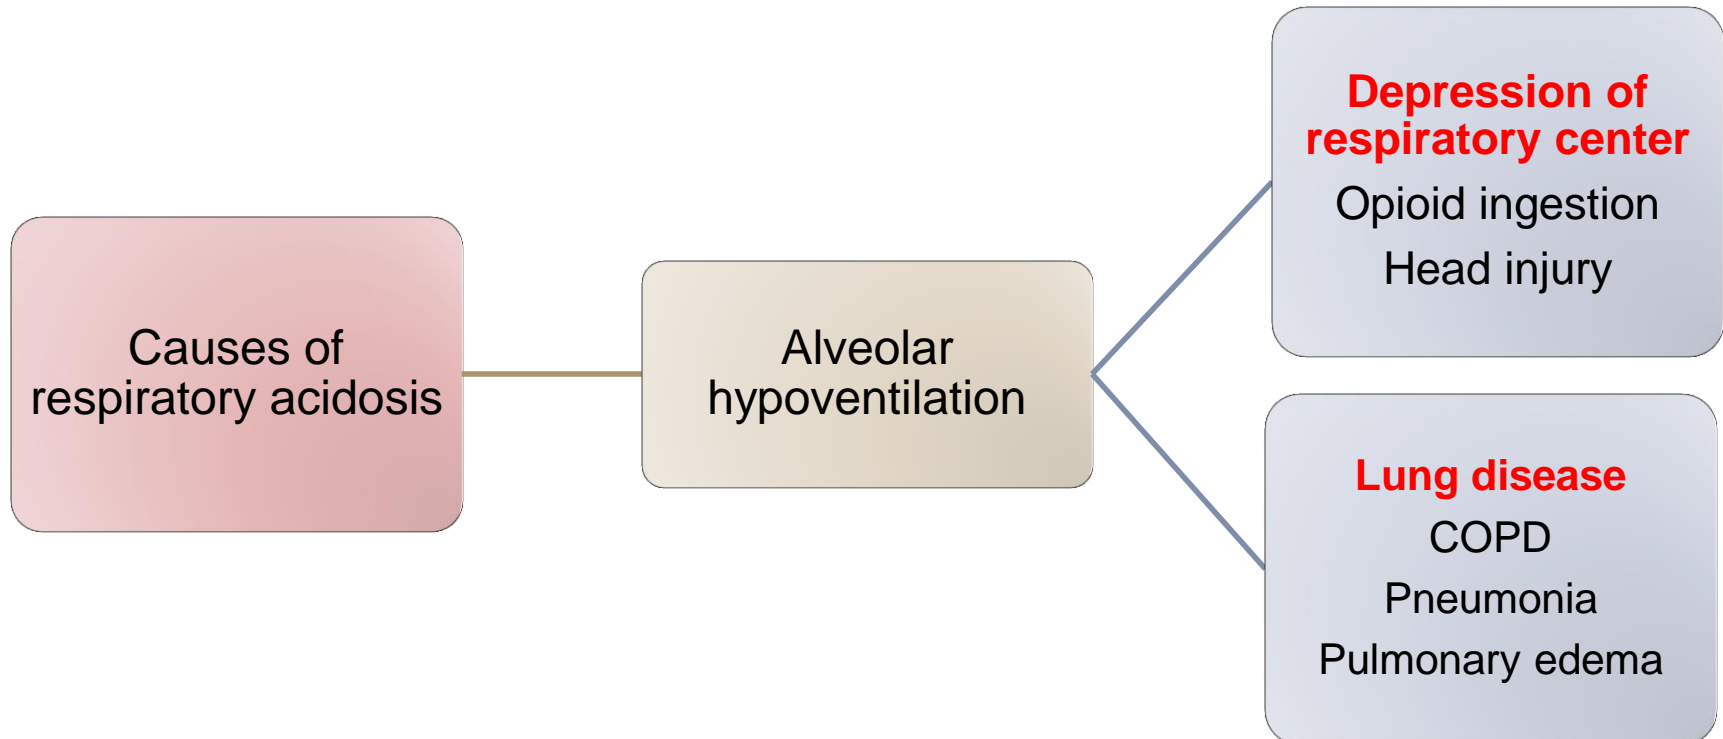 Causes of
respiratory acidosis
Alveolar
hypoventilation
Depression of
respiratory center
Opioid ingestion
Head injury
Lung disease
COPD
Pneumonia
Pulmonary edema